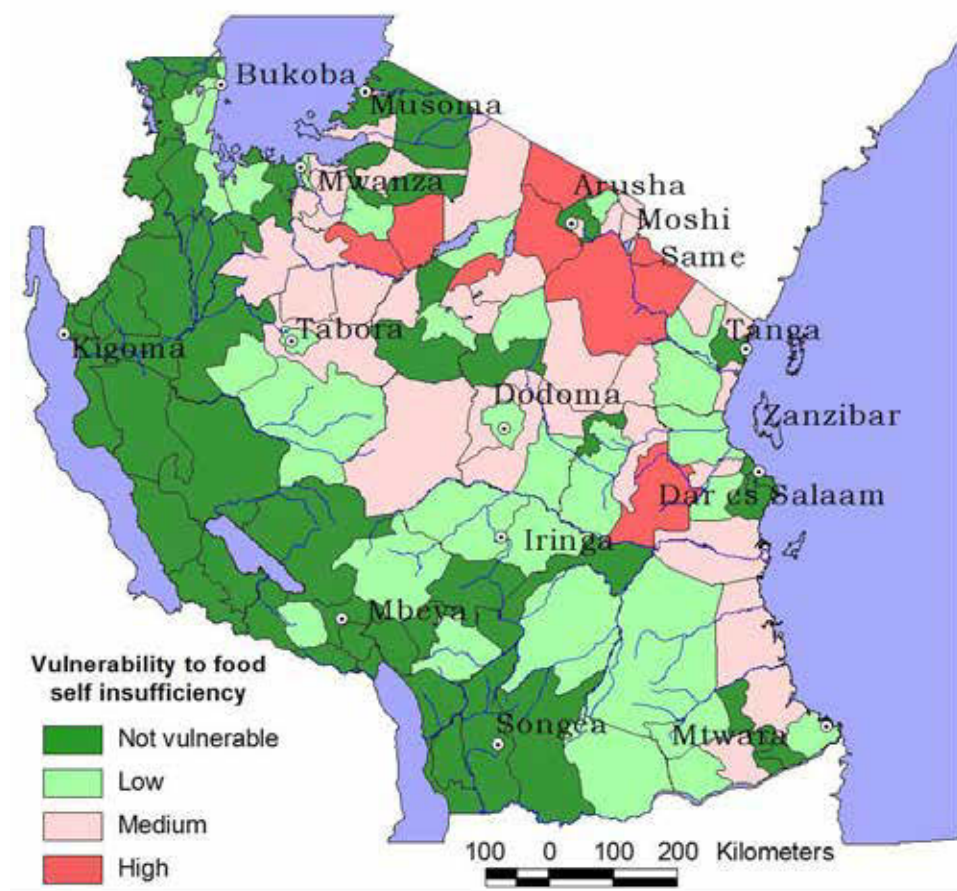 Bukoba
Musoma
Mwanza
Arusha
Moshi
Same
Kigoma
Tabora
Tanga
Dodoma
Zanzibar
Dar es Salaam
Iringa
Mbeya
Songea
Mtwara
Vulnerability to food
self insufficiency
Not vulnerable
Low
Medium
High
100 0 100 200 Kilometers